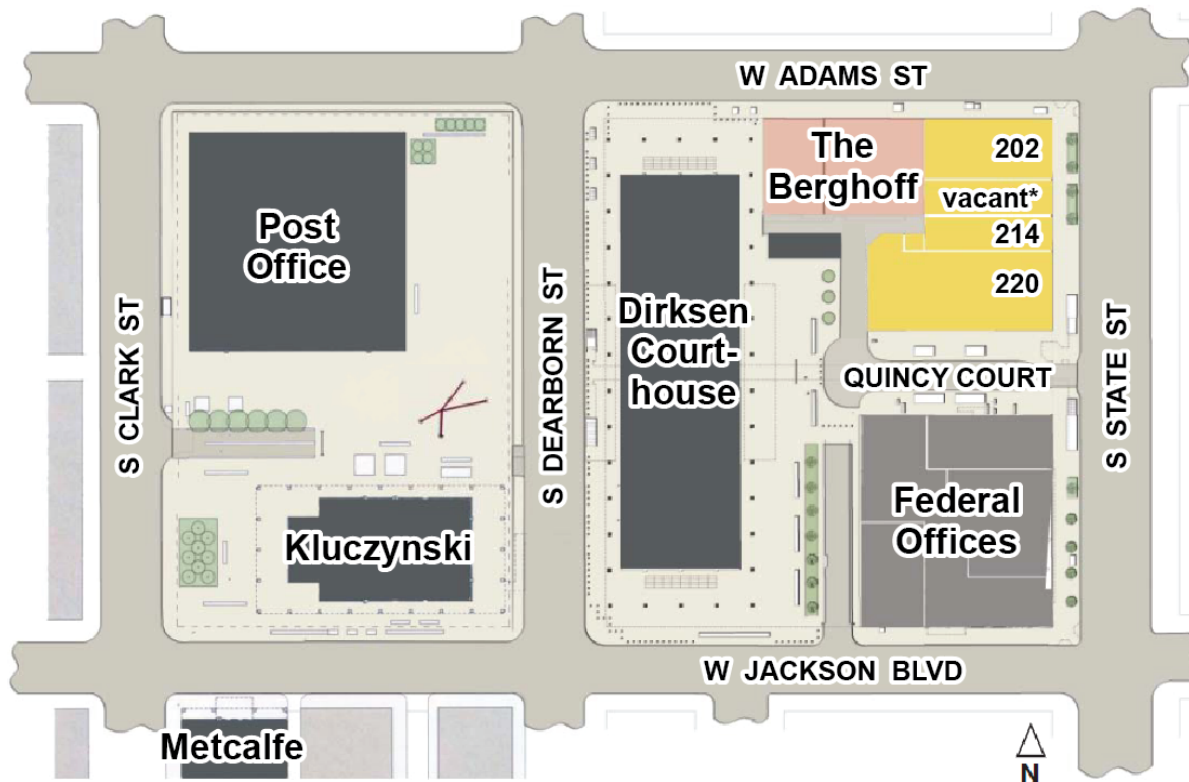 W ADAMS ST
The
Berghoff
202
vacant*
214
220
Post
Office
S CLARK ST
S DEARBORN ST
Dirksen
Court-
house
QUINCY COURT
S STATE ST
Federal
Offices
Kluczynski
W JACKSON BLVD
Metcalfe
N